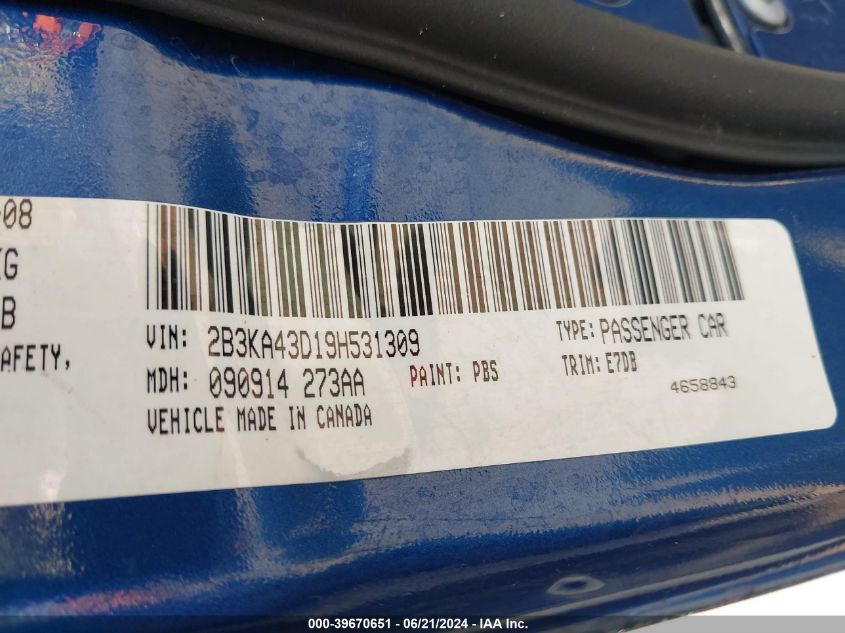 -08
KG
B
AFETY,
VIN: 2B3KA43D19H531309
TYPE: PASSENGER CAR
MDH: 090914 273AA
PAINT: PBS
TRIM: E7DB
VEHICLE MADE IN CANADA
4658843
000-39670651 / 06/21/2024 - IAA Inc.